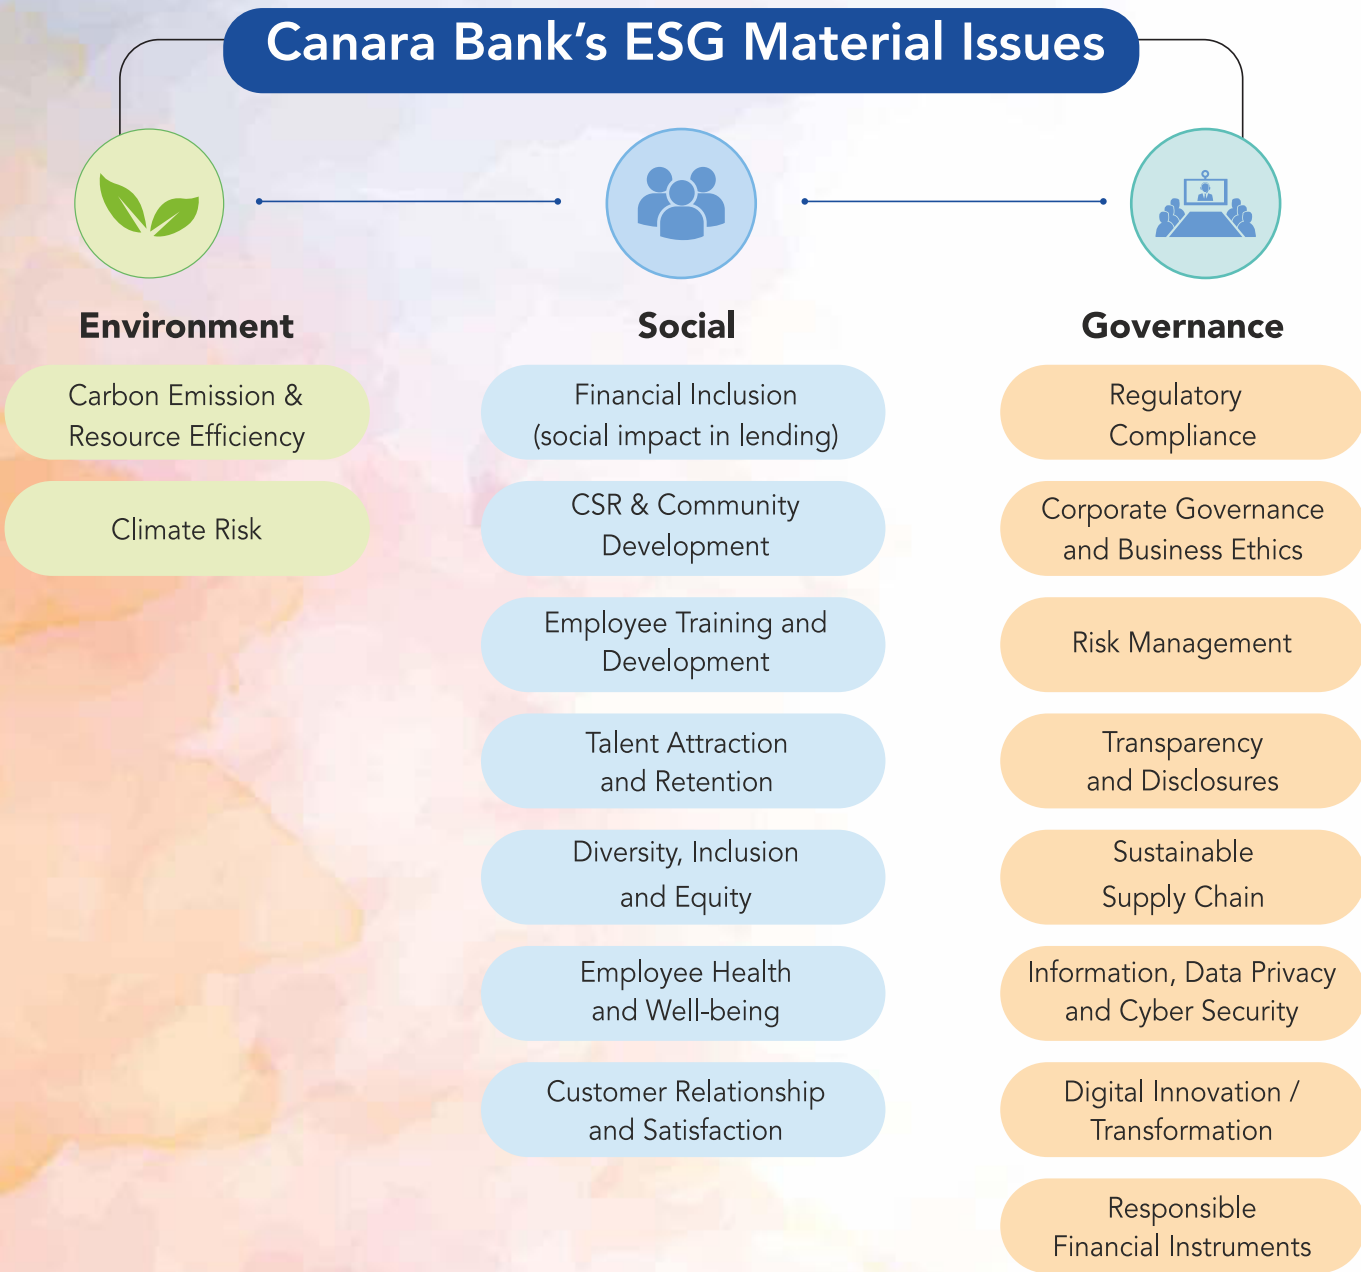 Canara Bank‘s ESG Material Issues
Environment
Carbon Emission &
Resource Efficiency
Climate Risk
Social
Financial Inclusion
(social impact in lending)
CSR & Community
Development
Employee Training and
Development
Talent Attraction
and Retention
Diversity, Inclusion
and Equity
Employee Health
and Well-being
Customer Relationship
and Satisfaction
Governance
Regulatory
Compliance
Corporate Governance
and Business Ethics
Risk Management
Transparency
and Disclosures
Sustainable
Supply Chain
Information, Data Privacy
and Cyber Security
Digital Innovation /
Transformation
Responsible
Financial Instruments